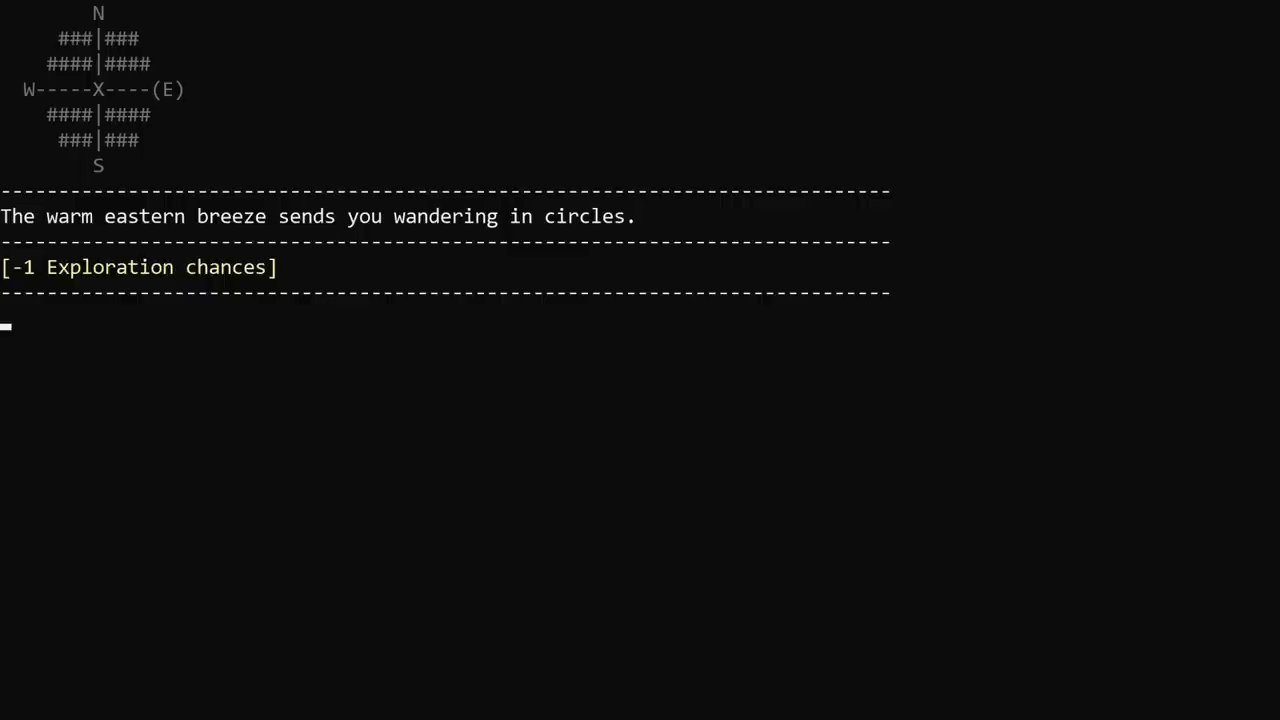 N
###|###
####|####
W-----X----(E)
####|####
###|###
S
-----------------------------------------------------------------------------
The warm eastern breeze sends you wandering in circles.
-----------------------------------------------------------------------------
[-1 Exploration chances]
-----------------------------------------------------------------------------